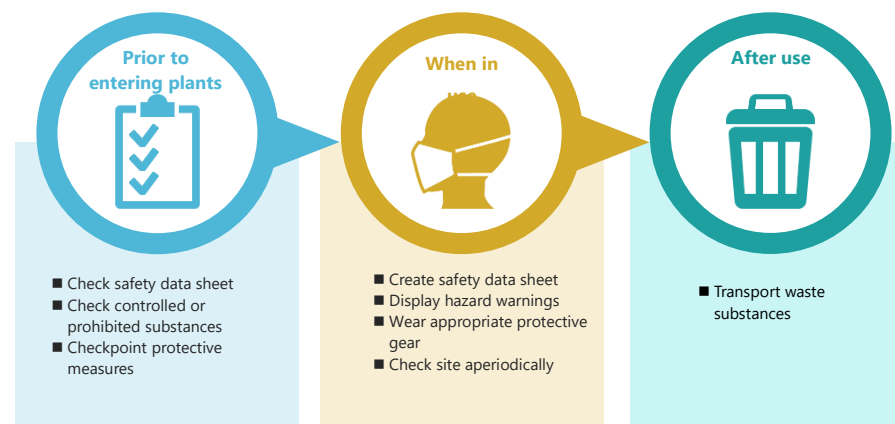 Prior to
entering plants
When in
use
After use
■ Check safety data sheet
■ Check controlled or
prohibited substances
■ Checkpoint protective
measures
■ Create safety data sheet
■ Display hazard warnings
■ Wear appropriate protective
gear
■ Check site aperiodically
■ Transport waste
substances